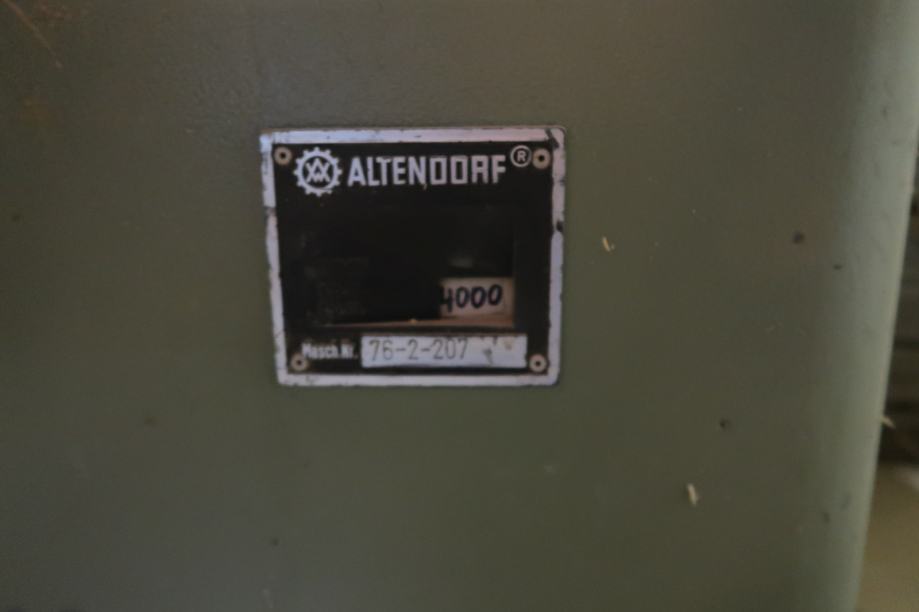 ALTENDORF®
4000
Masch.Nr. 76-2-207